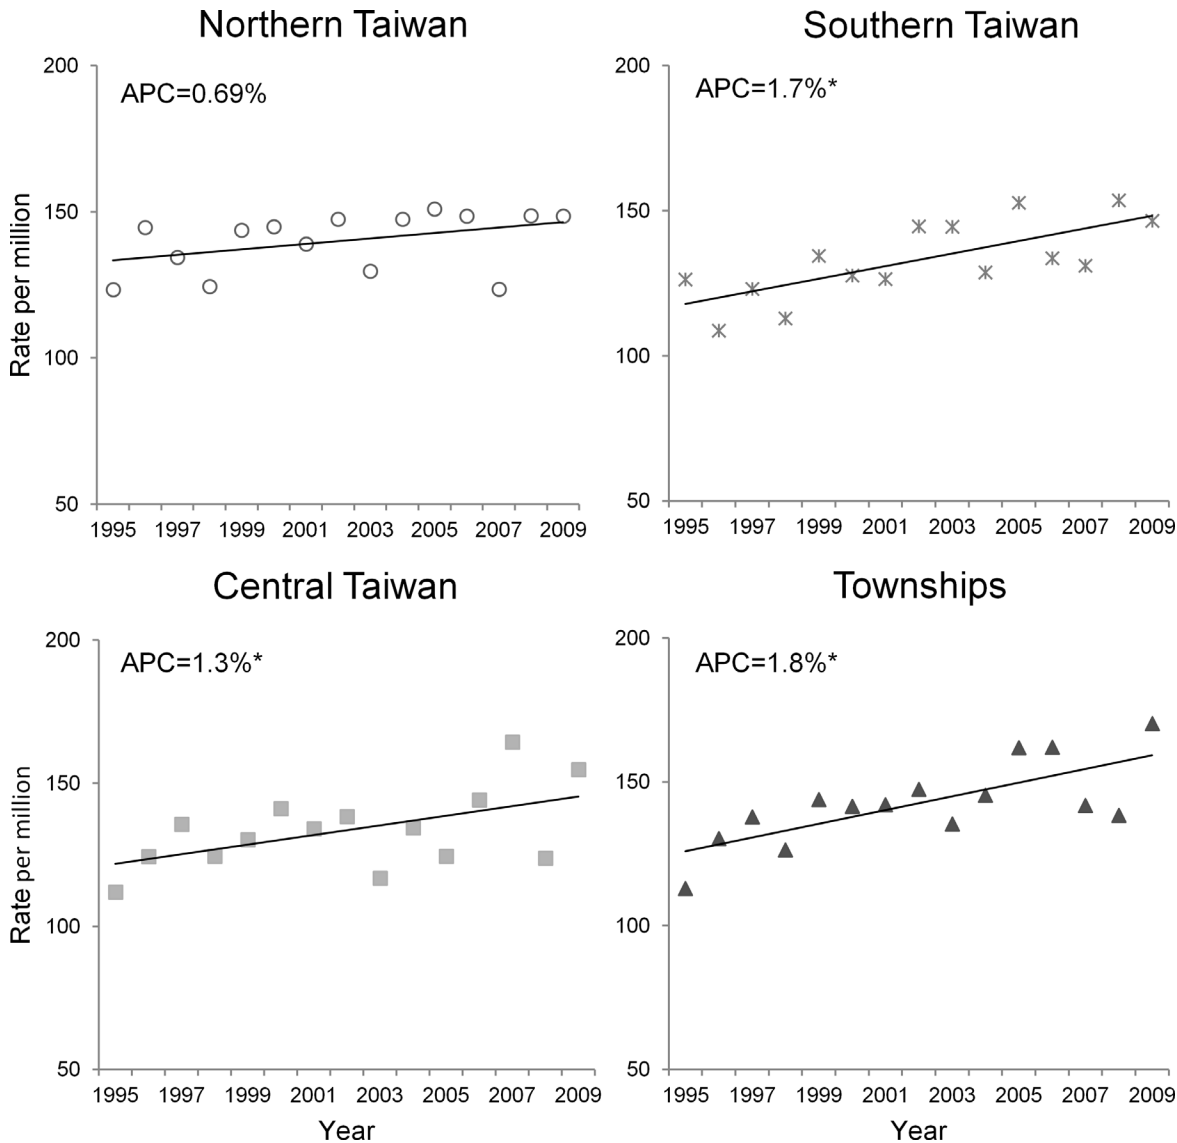 Northern Taiwan
APC=0.69%
Rate per million
200
150
100
50
1995 1997 1999 2001 2003 2005 2007 2009
Southern Taiwan
APC=1.7%*
200
150
100
50
1995 1997 1999 2001 2003 2005 2007 2009
Central Taiwan
APC=1.3%*
Rate per million
200
150
100
50
1995 1997 1999 2001 2003 2005 2007 2009
Year
Townships
APC=1.8%*
200
150
100
50
1995 1997 1999 2001 2003 2005 2007 2009
Year